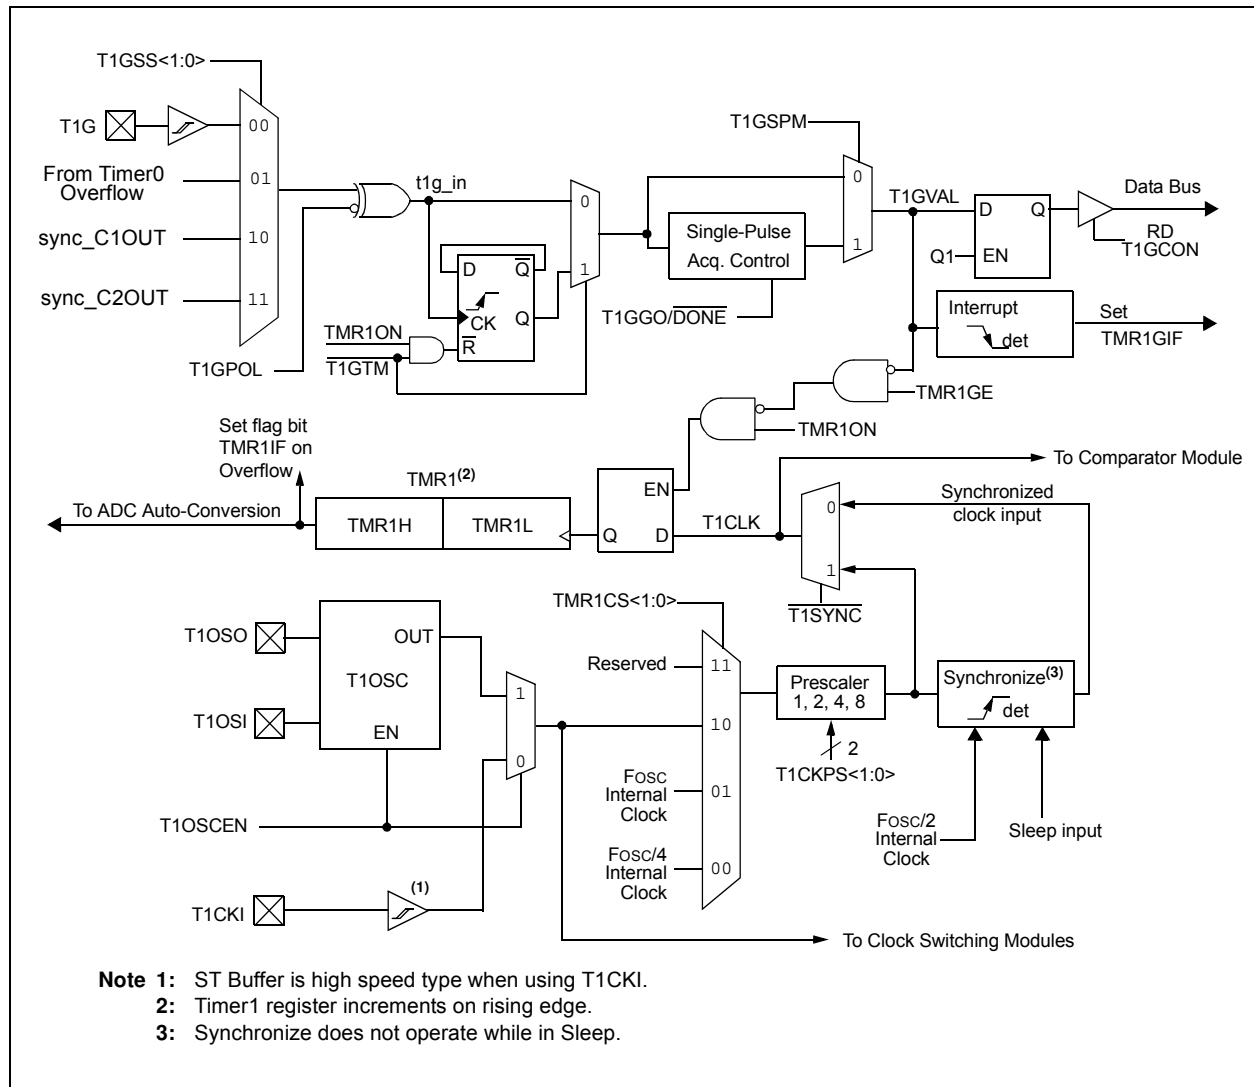 T1GSS<1:0>
T1G
00
From Timer0
Overflow
01
sync_C1OUT
10
sync_C2OUT
11
T1GPOL
t1g_in
0
1
D
Q
CK
Q
R
TMR1ON
T1GTM
T1GSPM
Single-Pulse
Acq. Control
T1GGO/DONE
0
1
T1GVAL
D
Q
Q1
EN
Data Bus
RD
T1GCON
Interrupt
det
Set
TMR1GIF
TMR1GE
TMR1ON
Set flag bit
TMR1IF on
Overflow
To ADC Auto-Conversion
TMR1(2)
TMR1H
TMR1L
EN
Q
D
T1CLK
To Comparator Module
0
1
Synchronized
clock input
T1SYNC
T1OSO
T1OSI
OUT
T1OSC
EN
T1OSCEN
1
0
T1CKI
(1)
TMR1CS<1:0>
Reserved
11
10
FOSC
Internal
Clock
01
FOSC/4
Internal
Clock
00
Prescaler
1, 2, 4, 8
2
T1CKPS<1:0>
Synchronize(3)
det
FOSC/2
Internal
Clock
Sleep input
To Clock Switching Modules
Note 1: ST Buffer is high speed type when using T1CKI.
2: Timer1 register increments on rising edge.
3: Synchronize does not operate while in Sleep.